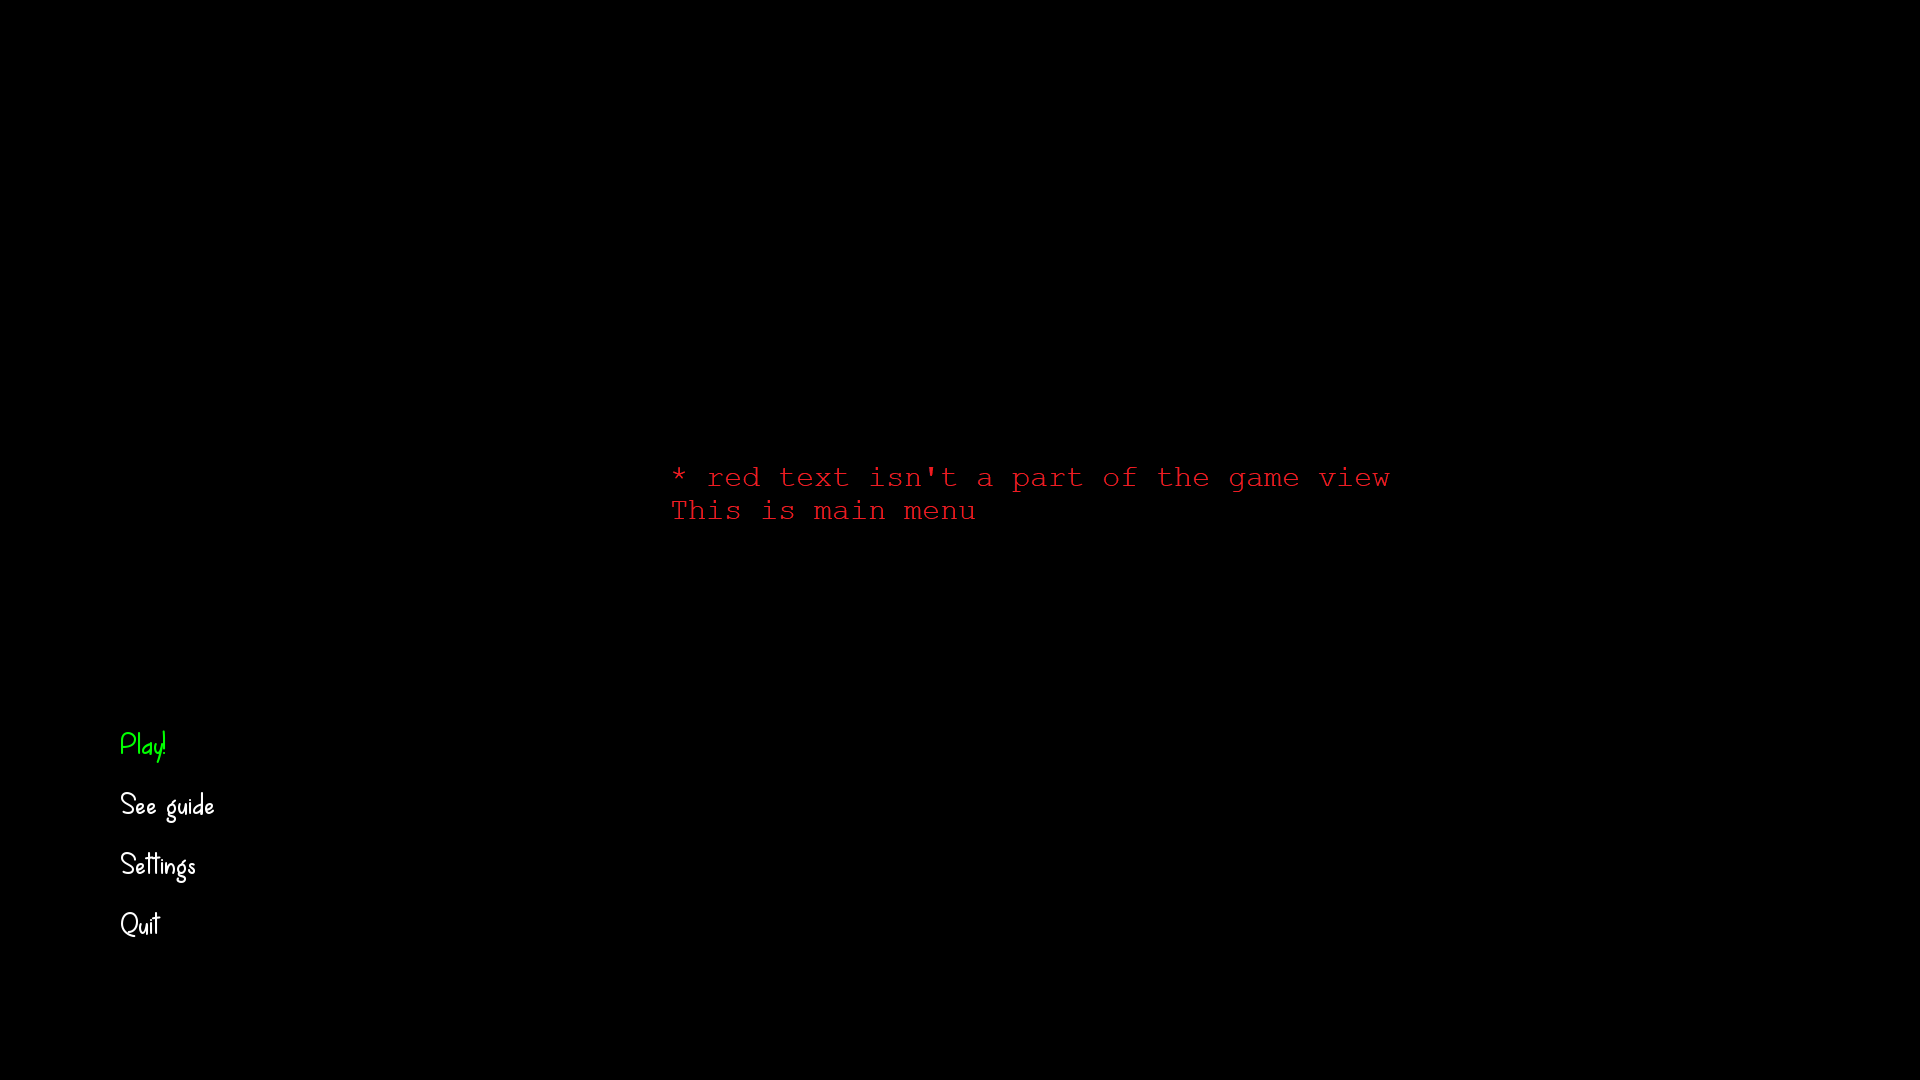 * red text isn't a part of the game view
This is main menu
Play!
See guide
Settings
Quit